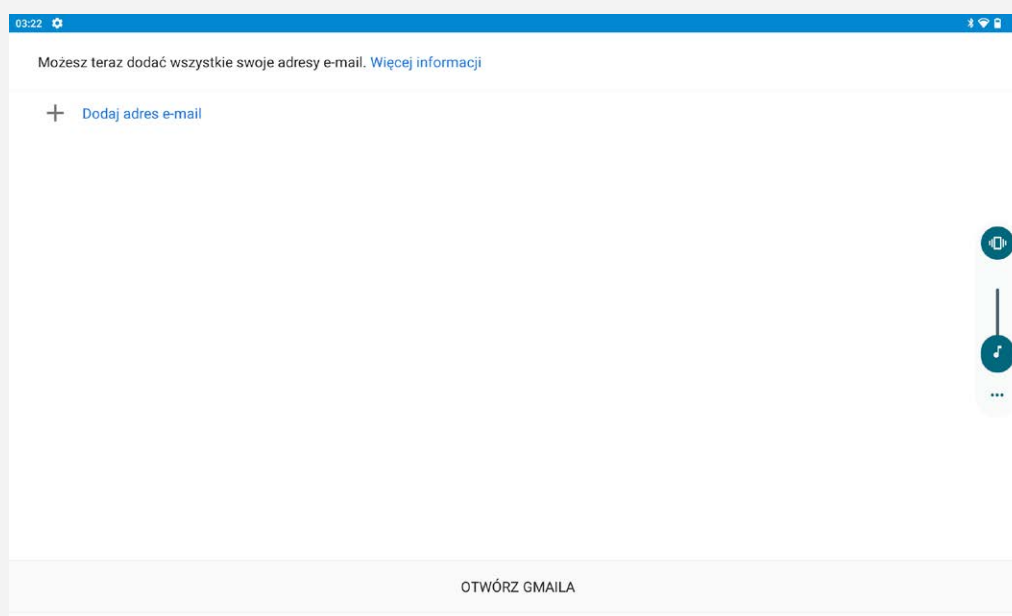 03:22
Możesz teraz dodać wszystkie swoje adresy e-mail. Więcej informacji
Dodaj adres e-mail
OTWÓRZ GMAILA